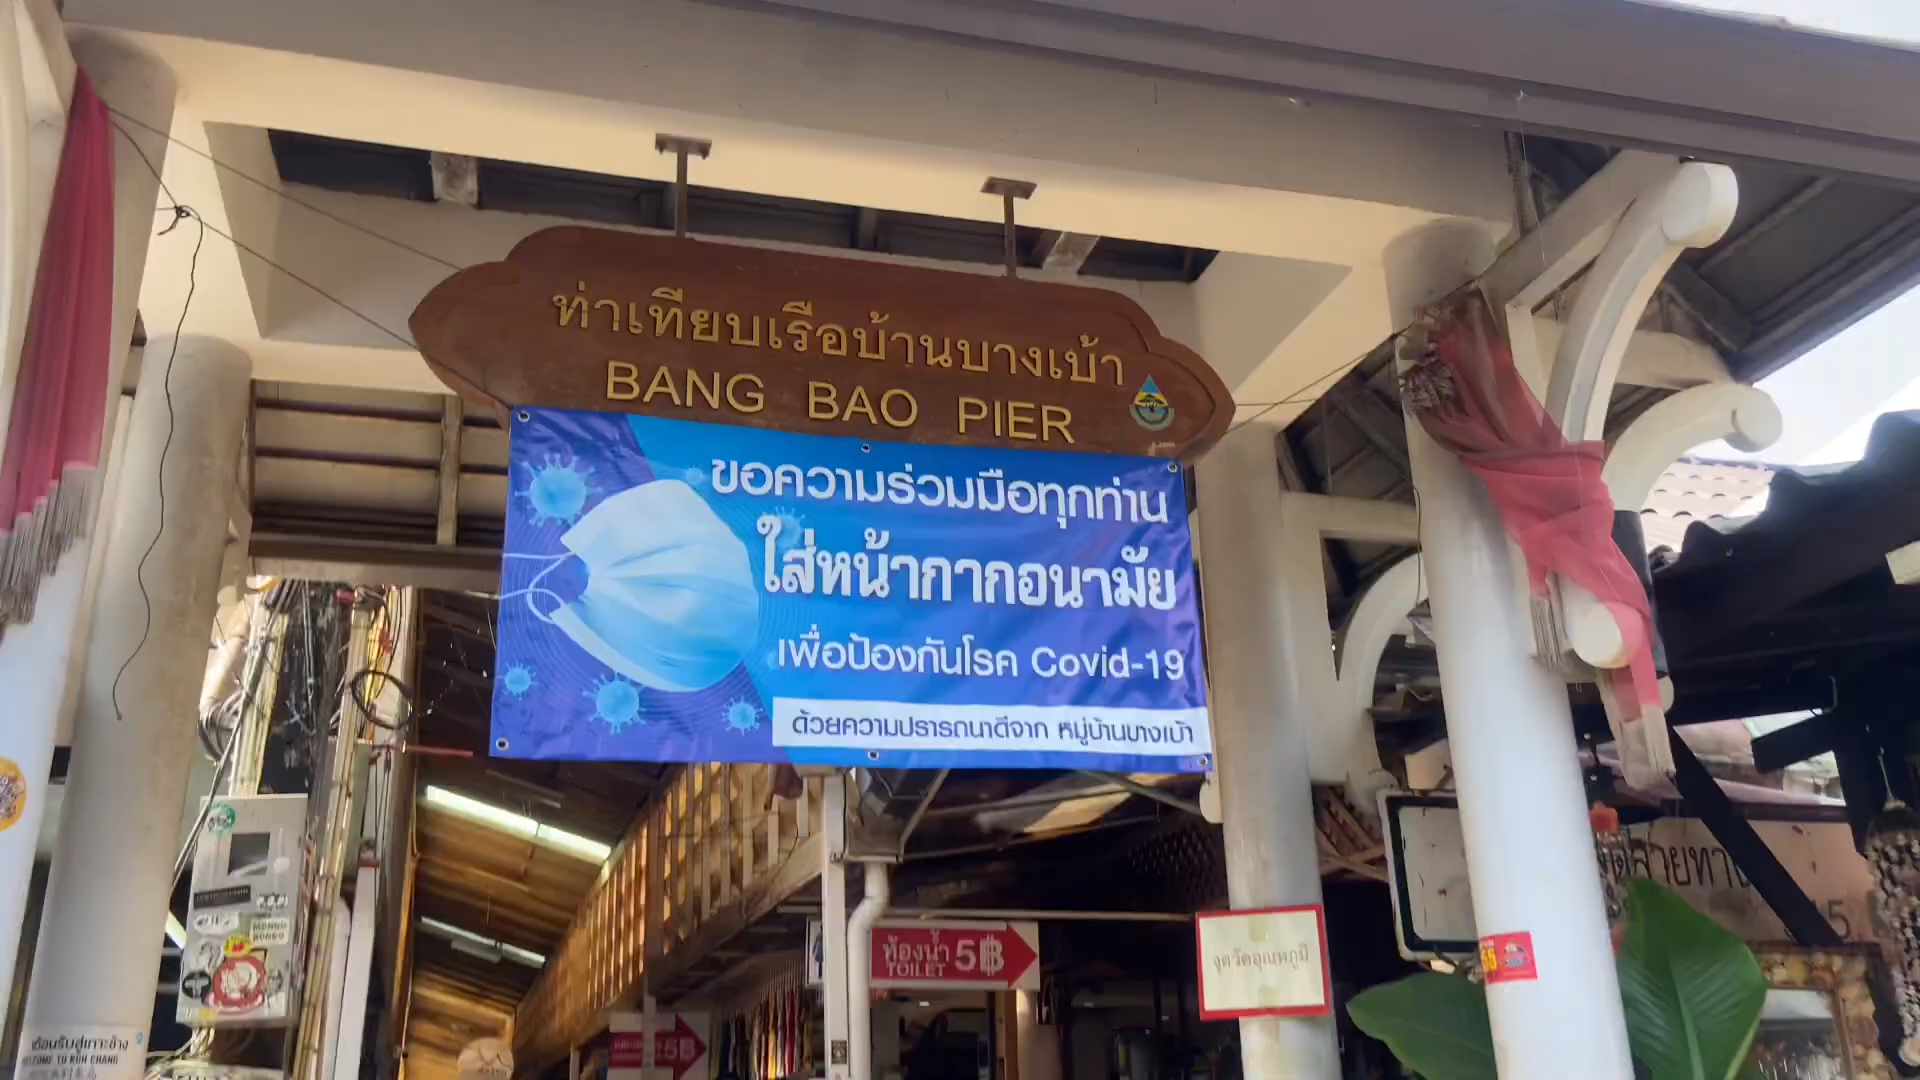 ท่าเทียบเรือบ้านบางเบ้า
BANG BAO PIER
ขอความร่วมมือทุกท่าน
ใส่หน้ากากอนามัย
เพื่อป้องกันโรค Covid-19
ด้วยความปรารถนาดีจาก หมู่บ้านบางเบ้า
ห้องน้ำ 5฿
TOILET
จุดวัดอุณหภูมิ
5฿
MONGO
BONGO
15